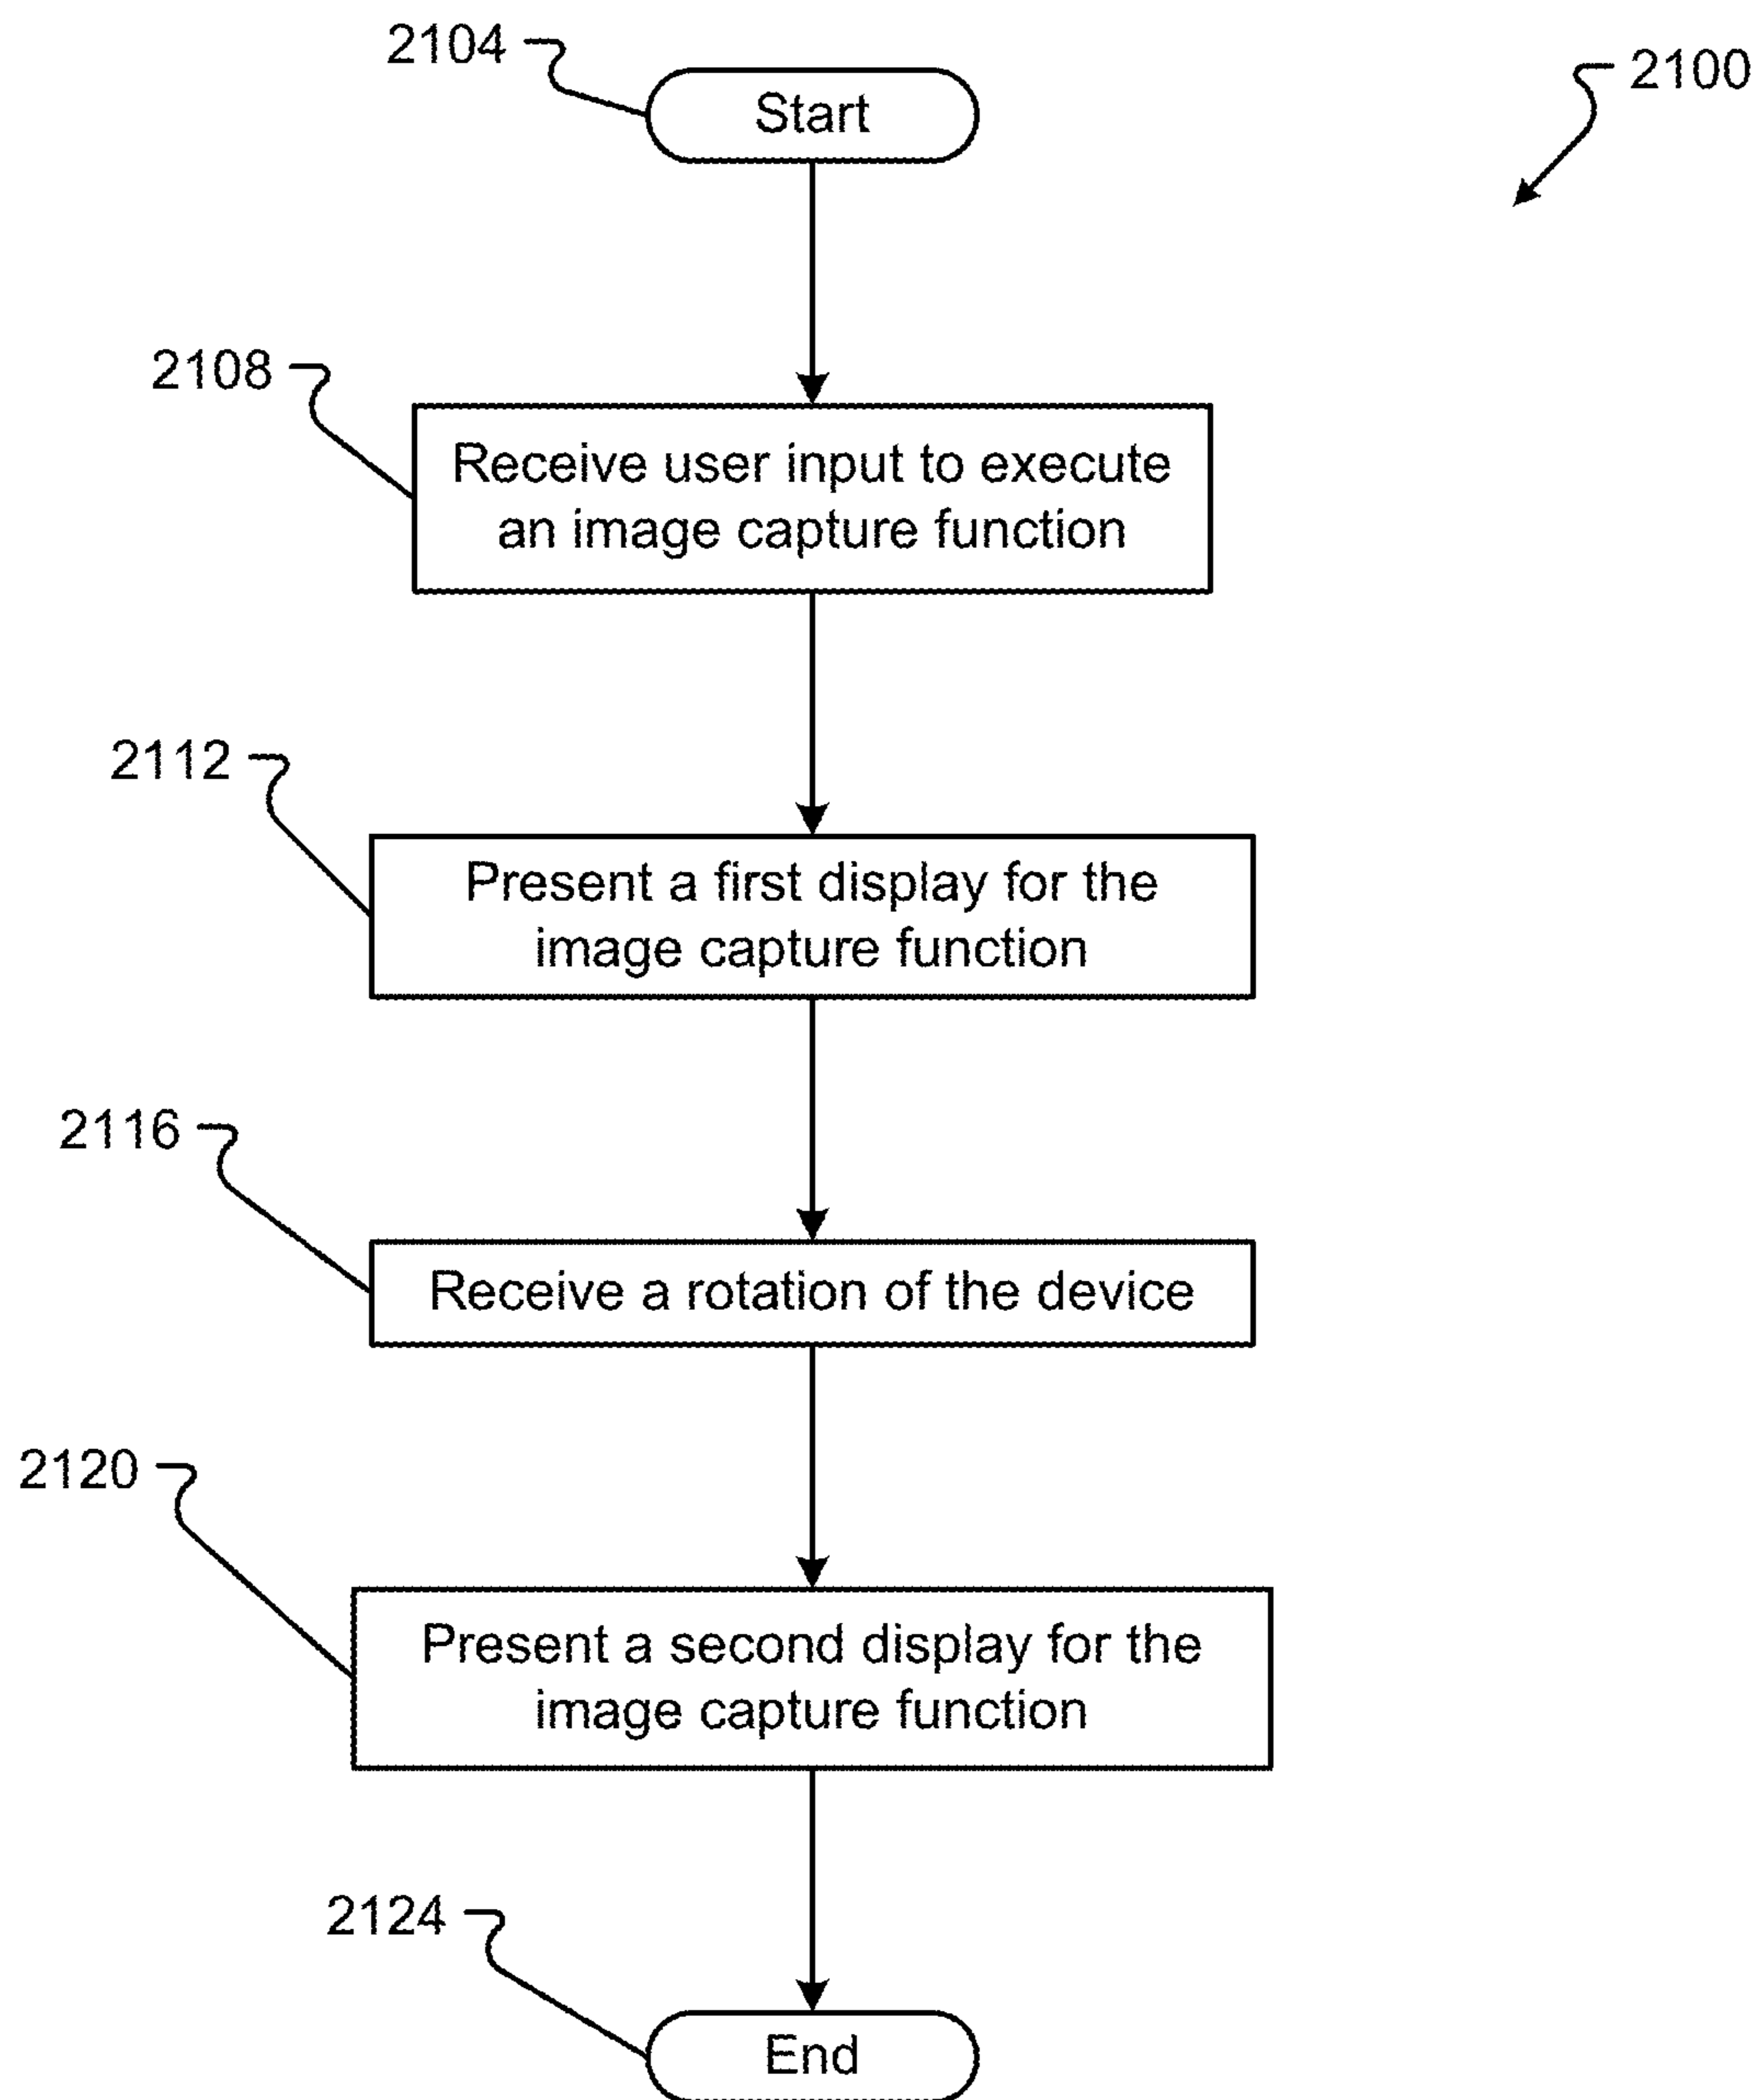 2104
Start
2100
2108
Receive user input to execute
an image capture function
2112
Present a first display for the
image capture function
2116
Receive a rotation of the device
2120
Present a second display for the
image capture function
2124
End